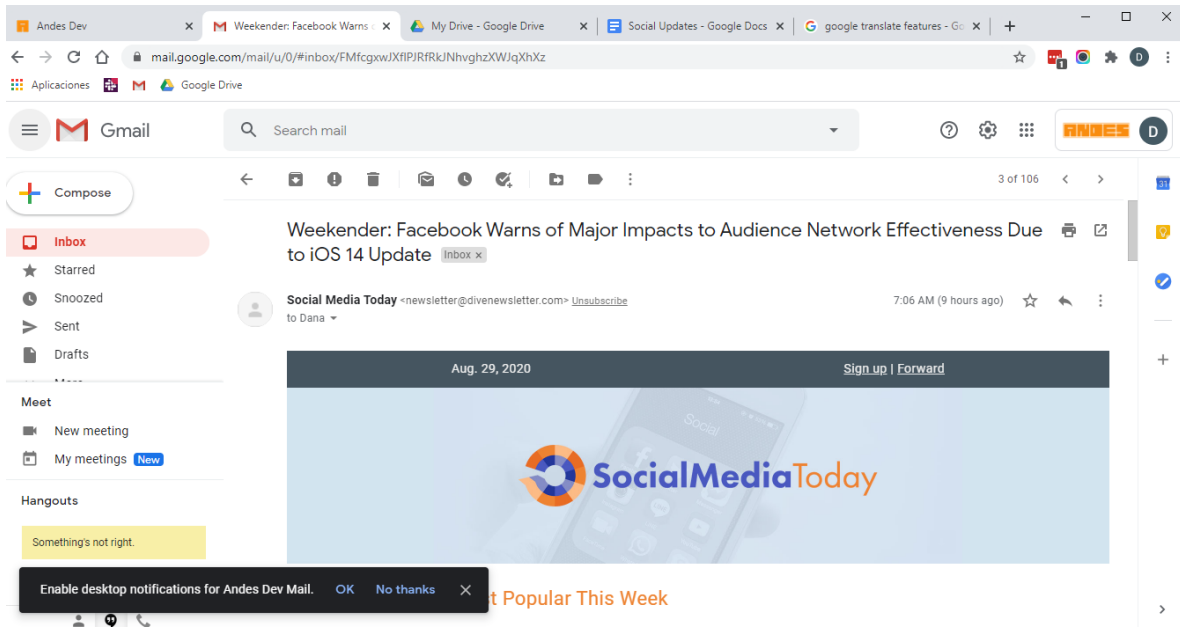 Andes Dev
Weekender: Facebook Warns o
My Drive - Google Drive
Social Updates - Google Docs
google translate features - Go
mail.google.com/mail/u/0/#inbox/FMfcgxwJXflPJRfRkJNhvghzXWJqXhXz
1
D
Aplicaciones
Google Drive
Gmail
Search mail
ANDES
D
Compose
3 of 106
31
Inbox
Starred
Snoozed
Sent
Drafts
More
Weekender: Facebook Warns of Major Impacts to Audience Network Effectiveness Due
to iOS 14 Update Inbox ×
Social Media Today <newsletter@divenewsletter.com> Unsubscribe
7:06 AM (9 hours ago)
to Dana
Aug. 29, 2020
Sign up | Forward
Social
SocialMediaToday
Meet
New meeting
My meetings New
Hangouts
Something's not right.
Enable desktop notifications for Andes Dev Mail. OK No thanks
t Popular This Week